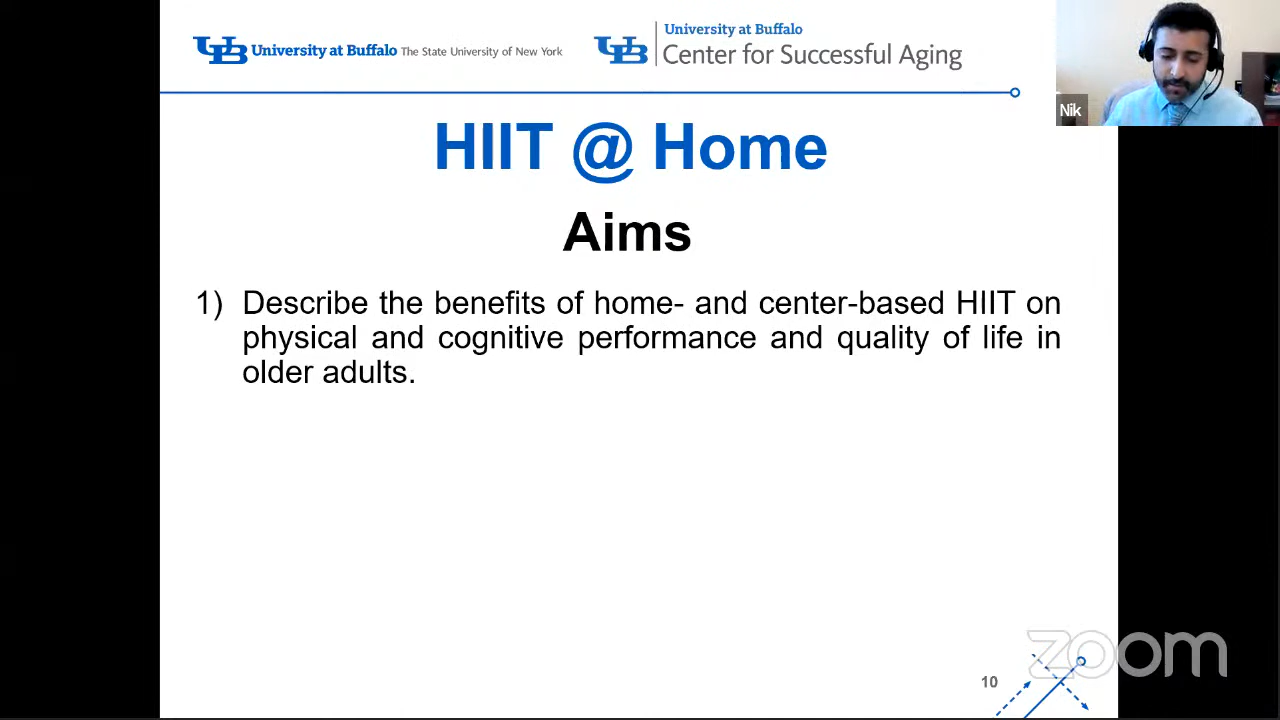 University at Buffalo The State University of New York
University at Buffalo
Center for Successful Aging
Nik
HIIT @ Home
Aims
1) Describe the benefits of home- and center-based HIIT on
physical and cognitive performance and quality of life in
older adults.
zoom
10